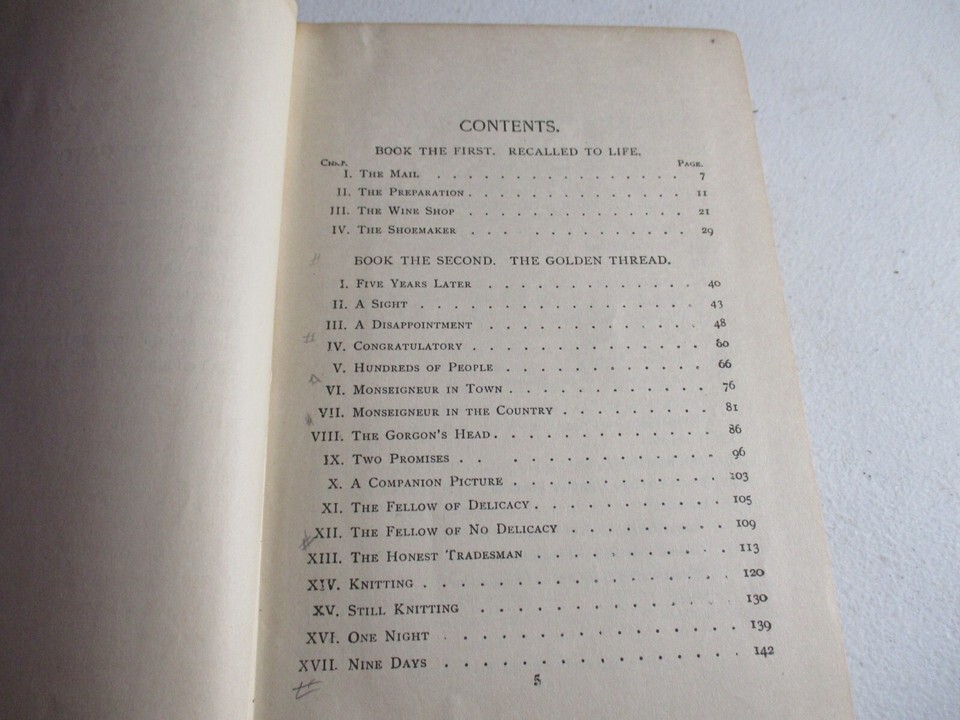 CONTENTS.
BOOK THE FIRST. RECALLED TO LIFE.
CHAP. PAGE.
I. THE MAIL . . . . . . . . . . . . . . . . 7
II. THE PREPARATION . . . . . . . . . . . . . . 11
III. THE WINE SHOP . . . . . . . . . . . . . . 21
IV. THE SHOEMAKER . . . . . . . . . . . . . 29
BOOK THE SECOND. THE GOLDEN THREAD.
I. FIVE YEARS LATER . . . . . . . . . . . . . 40
II. A SIGHT . . . . . . . . . . . . . . . . 43
III. A DISAPPOINTMENT . . . . . . . . . . . . . 48
IV. CONGRATULATORY . . . . . . . . . . . . . 60
V. HUNDREDS OF PEOPLE . . . . . . . . . . . . 66
VI. MONSEIGNEUR IN TOWN . . . . . . . . . . . . 76
VII. MONSEIGNEUR IN THE COUNTRY . . . . . . . . . 81
VIII. THE GORGON'S HEAD . . . . . . . . . . . . 86
IX. TWO PROMISES . . . . . . . . . . . . . 96
X. A COMPANION PICTURE . . . . . . . . . . . . 103
XI. THE FELLOW OF DELICACY . . . . . . . . . . . 105
XII. THE FELLOW OF NO DELICACY . . . . . . . . . 109
XIII. THE HONEST TRADESMAN . . . . . . . . . . . 113
XIV. KNITTING . . . . . . . . . . . . . . . . 120
XV. STILL KNITTING . . . . . . . . . . . . . . 130
XVI. ONE NIGHT . . . . . . . . . . . . . . . 139
XVII. NINE DAYS . . . . . . . . . . . . . . . 142
5